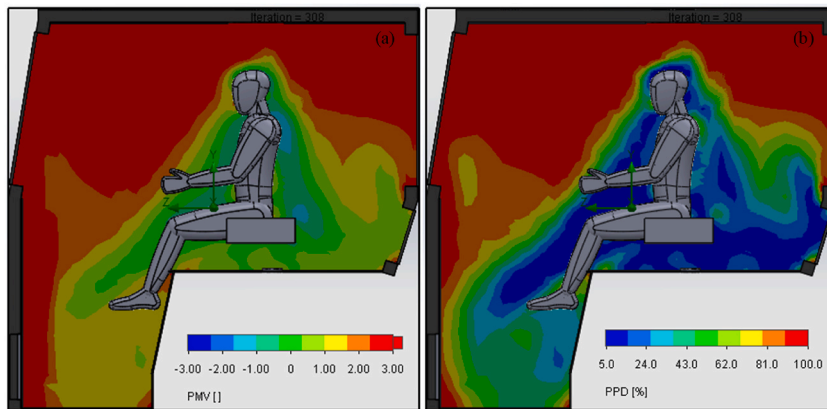 Iteration = 308
(a)
Y
Z
-3.00 -2.00 -1.00 0 1.00 2.00 3.00
PMV [ ]
Iteration = 308
(b)
5.0 24.0 43.0 62.0 81.0 100.0
PPD [%]